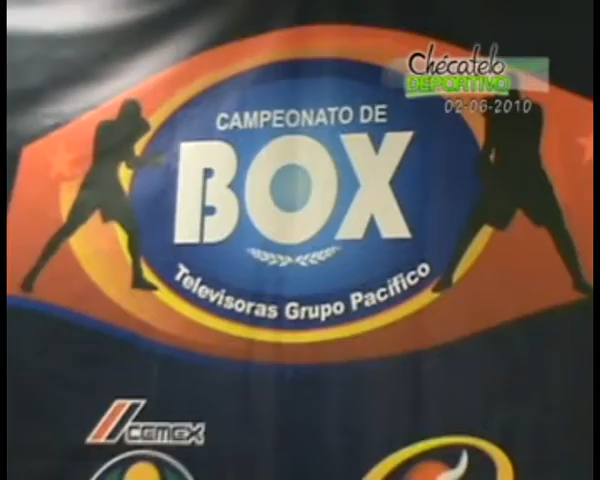 Chécatelo
DEPORTIVO
02-06-2010
CAMPEONATO DE
BOX
Televisoras Grupo Pacífico
CEMEX